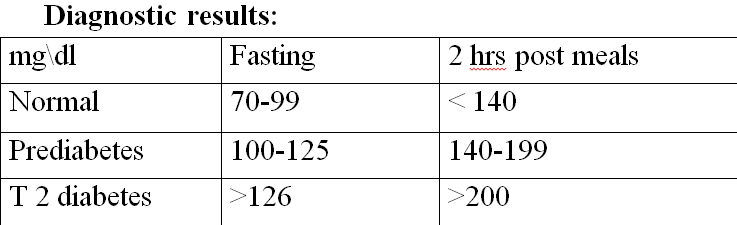 Diagnostic results:
mg\dl Fasting 2 hrs post meals
Normal 70-99 < 140
Prediabetes 100-125 140-199
T 2 diabetes >126 >200